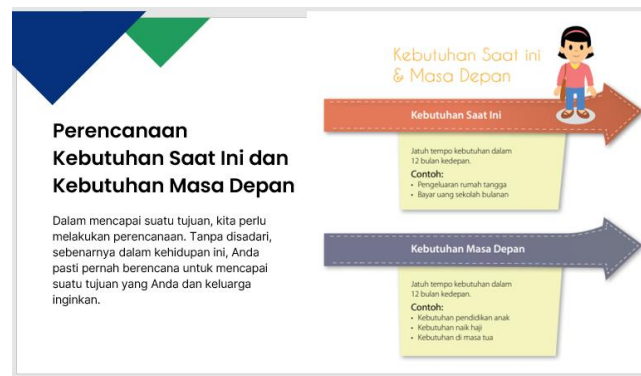 Perencanaan
Kebutuhan Saat Ini dan
Kebutuhan Masa Depan
Dalam mencapai suatu tujuan, kita perlu
melakukan perencanaan. Tanpa disadari,
sebenarnya dalam kehidupan ini, Anda
pasti pernah berencana untuk mencapai
suatu tujuan yang Anda dan keluarga
inginkan.
Kebutuhan Saat ini
& Masa Depan
Kebutuhan Saat Ini
Jatuh tempo kebutuhan dalam
12 bulan kedepan.
Contoh:
• Pengeluaran rumah tangga
• Bayar uang sekolah bulanan
Kebutuhan Masa Depan
Jatuh tempo kebutuhan dalam
12 bulan kedepan.
Contoh:
• Kebutuhan pendidikan anak
• Kebutuhan naik haji
• Kebutuhan di masa tua